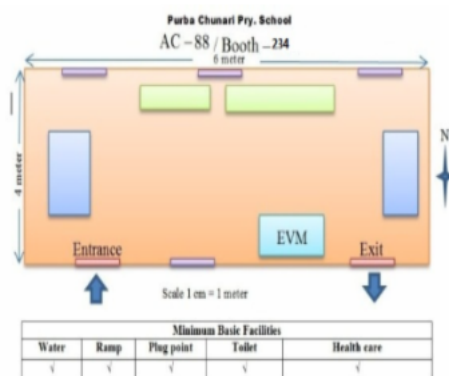 Purba Chunari Pry. School
AC -88 / Booth -234
6 meter
4 meter
N
EVM
Entrance
Exit
Scale 1 cm = 1 meter
Minimum Basic Facilities
Water Ramp Plug point Toilet Health care
√ √ √ √ √